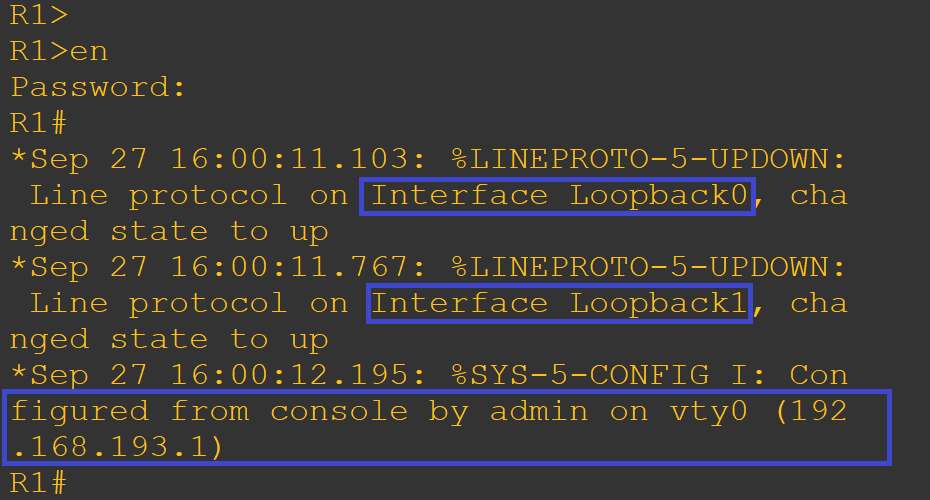 R1>
R1>en
Password:
R1#
*Sep 27 16:00:11.103: %LINEPROTO-5-UPDOWN:
 Line protocol on Interface Loopback0, cha
nged state to up
*Sep 27 16:00:11.767: %LINEPROTO-5-UPDOWN:
 Line protocol on Interface Loopback1, cha
nged state to up
*Sep 27 16:00:12.195: %SYS-5-CONFIG I: Con
figured from console by admin on vty0 (192
.168.193.1)
R1#